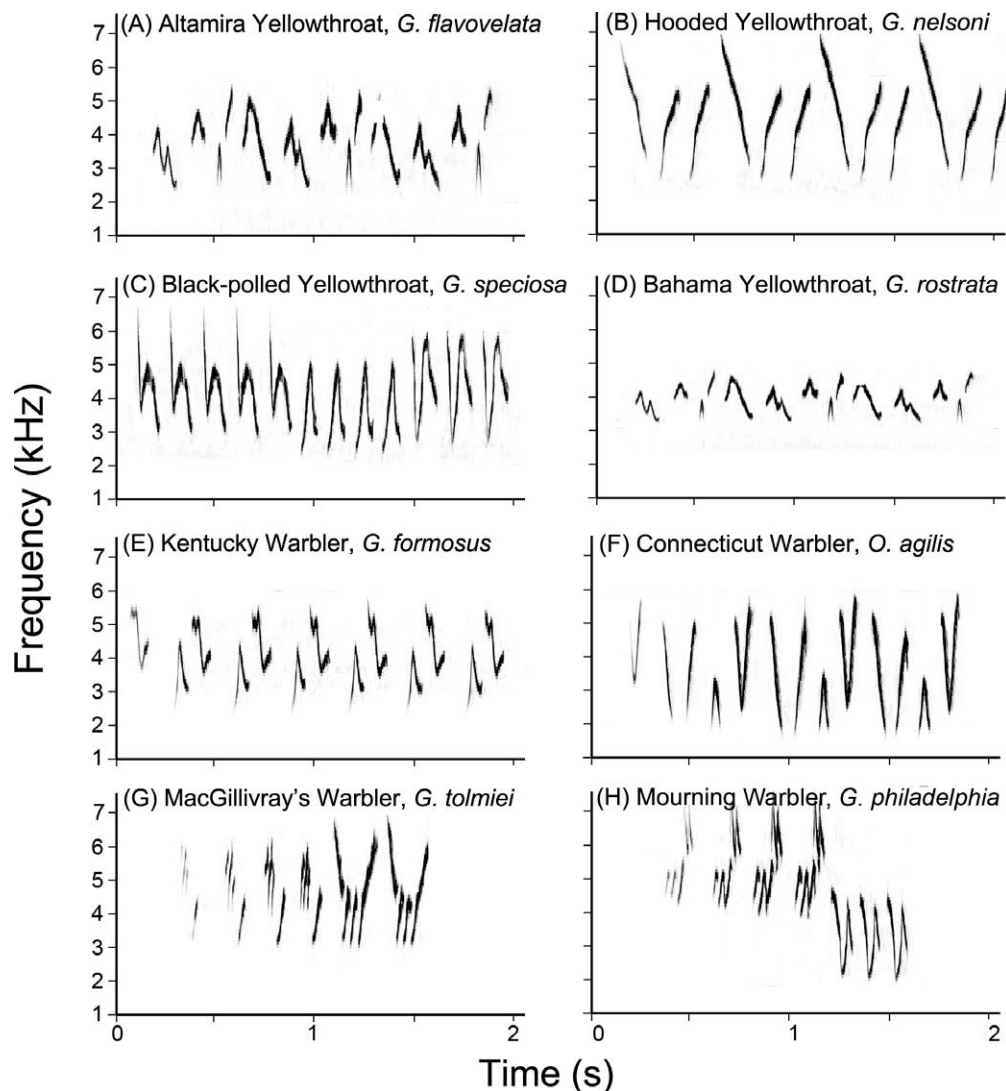 (A) Altamira Yellowthroat, G. flavovelata
(B) Hooded Yellowthroat, G. nelsoni
7
6
5
4
3
2
1
(C) Black-polled Yellowthroat, G. speciosa
(D) Bahama Yellowthroat, G. rostrata
7
6
5
4
3
2
1
Frequency (kHz)
(E) Kentucky Warbler, G. formosus
(F) Connecticut Warbler, O. agilis
7
6
5
4
3
2
1
(G) MacGillivray's Warbler, G. tolmiei
(H) Mourning Warbler, G. philadelphia
7
6
5
4
3
2
1
0 1 2
0 1 2
Time (s)